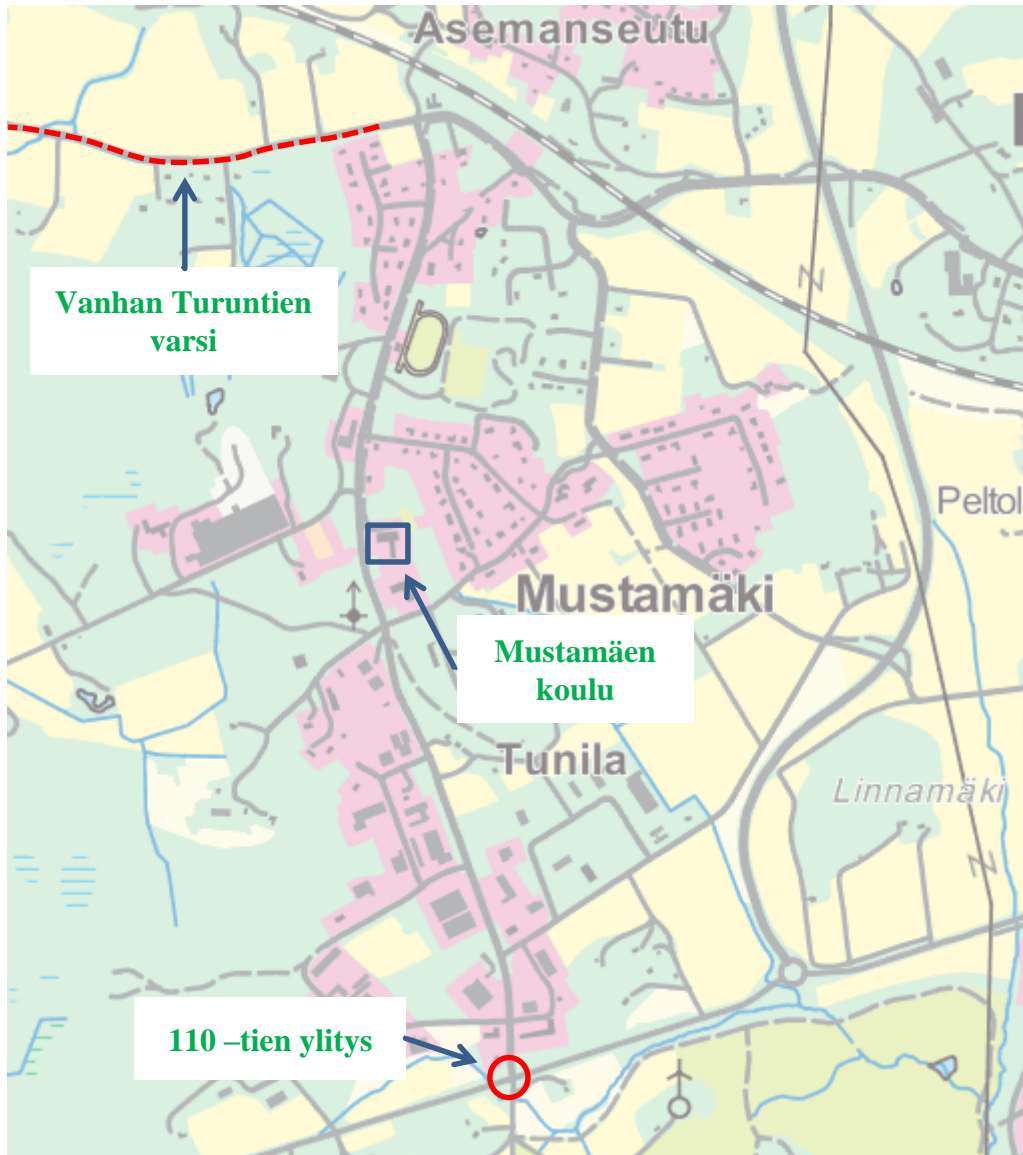 Asemanseutu
Vanhan Turuntien
varsi
Peltol
Mustamäki
Mustamäen
koulu
Tunila
Linnamäki
110 –tien ylitys